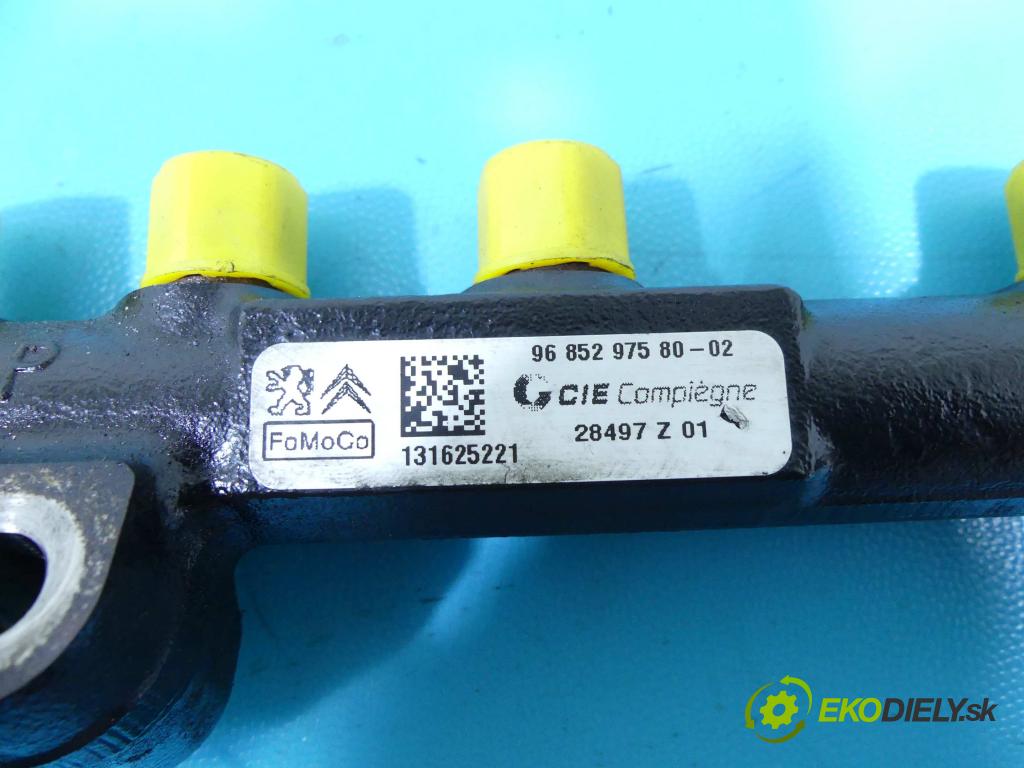 96 852 975 80-02
CIE Compiègne
28497 Z 01
FoMoCo
131625221
P
EKODIELY.sk